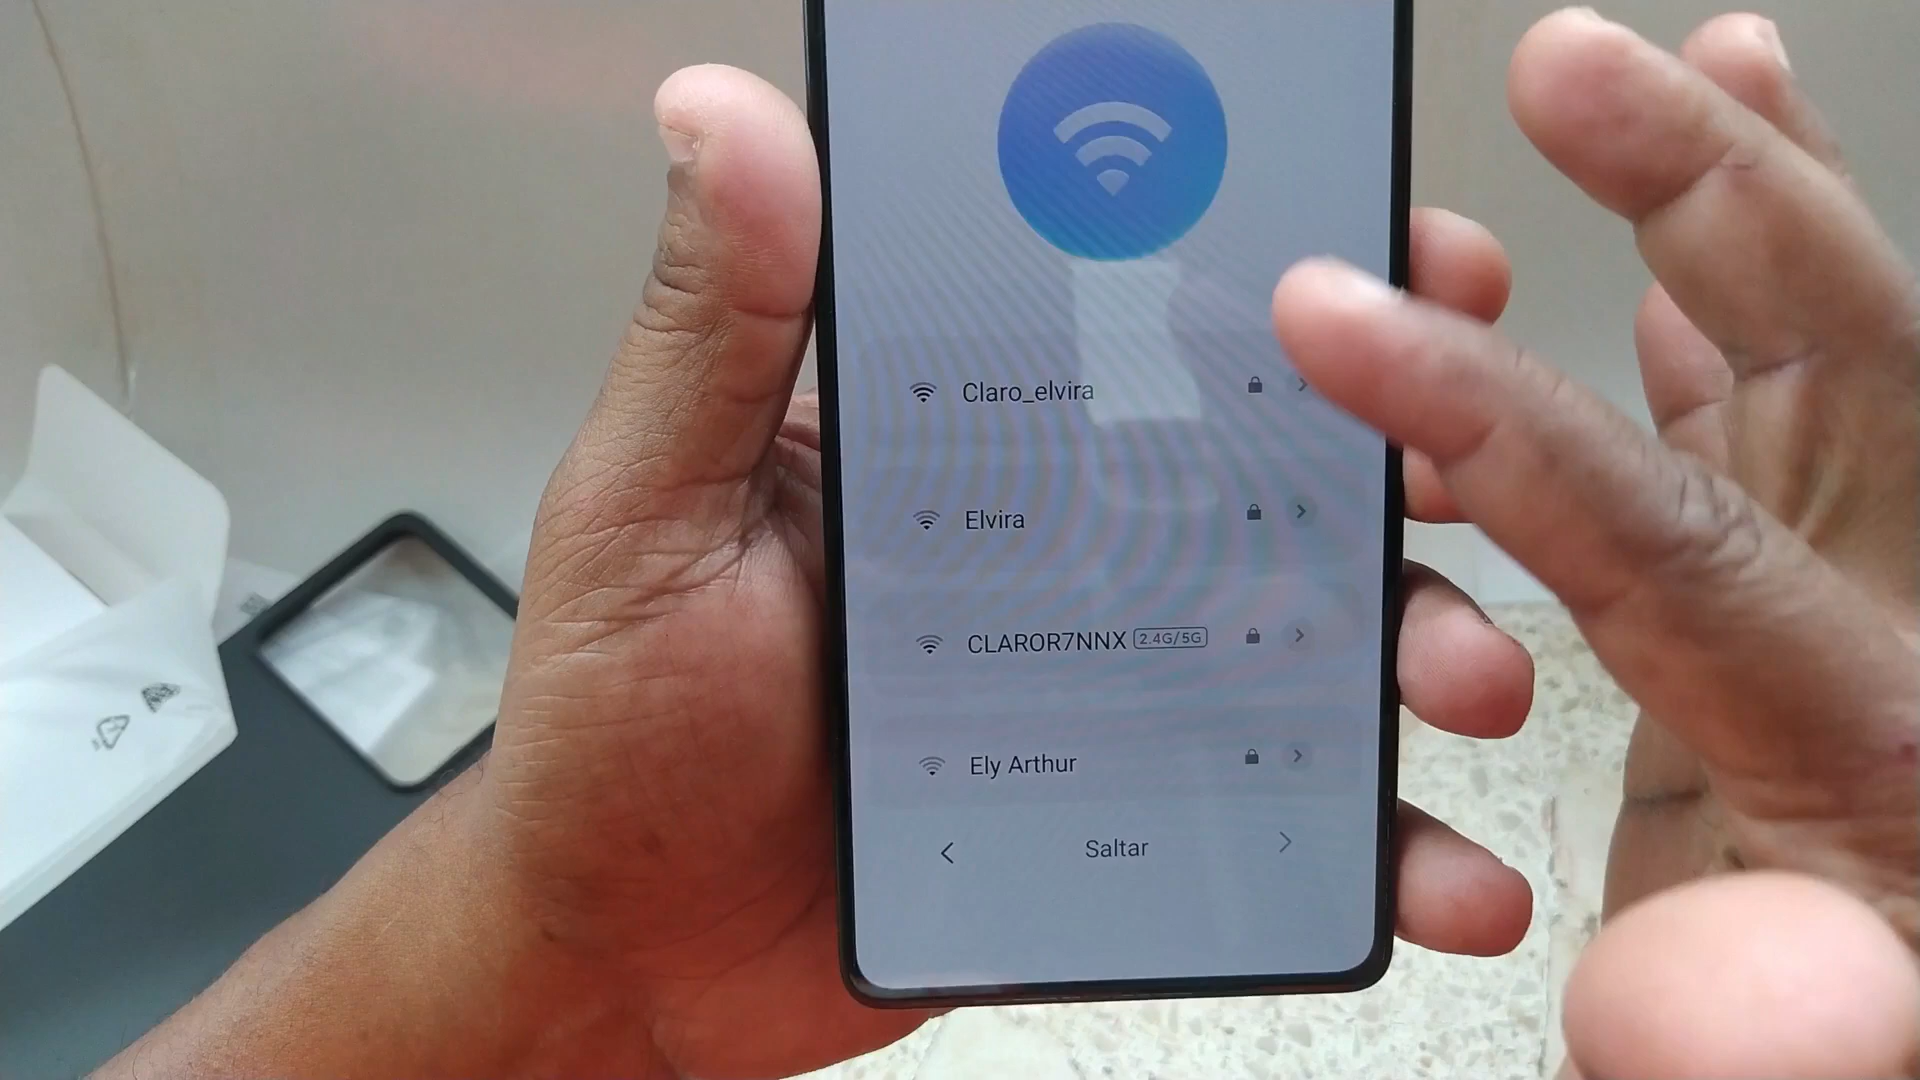 Claro_elvira
Elvira
CLAROR7NNX 2.4G/5G
Ely Arthur
Saltar